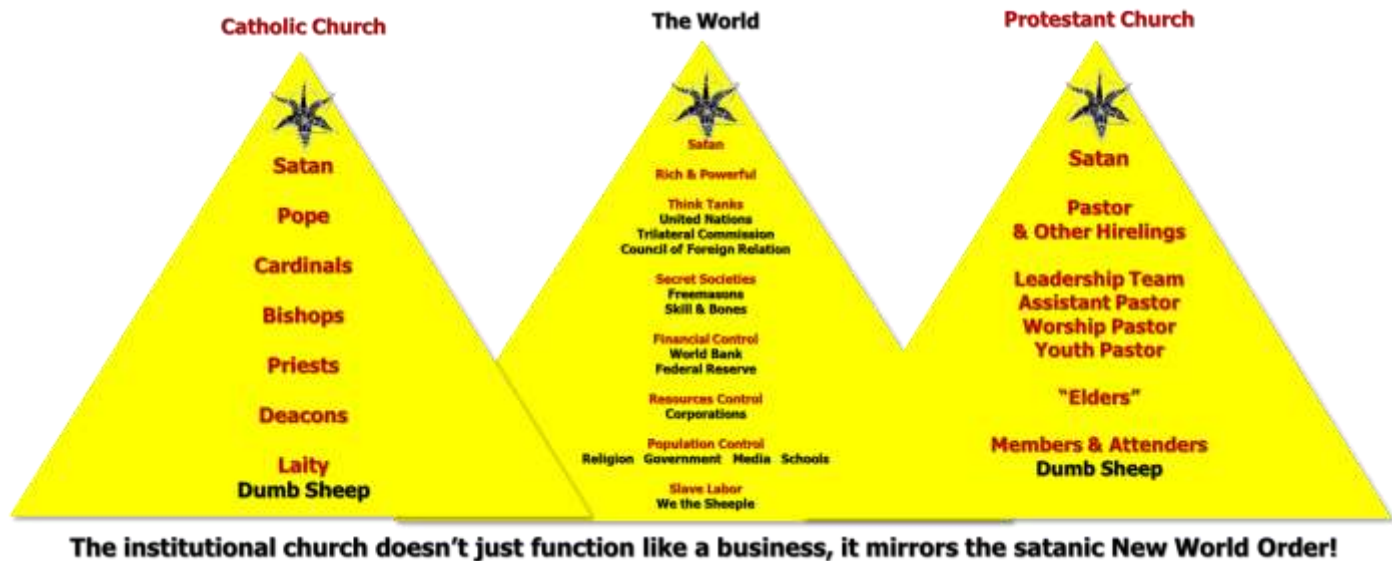 Catholic Church
Satan
Pope
Cardinals
Bishops
Priests
Deacons
Laity
Dumb Sheep
The World
Satan
Rich & Powerful
Think Tanks
United Nations
Trilateral Commission
Council of Foreign Relation
Secret Societies
Freemasons
Skill & Bones
Financial Control
World Bank
Federal Reserve
Resources Control
Corporations
Population Control
Religion Government Media Schools
Slave Labor
We the Sheeple
Protestant Church
Satan
Pastor
& Other Hirelings
Leadership Team
Assistant Pastor
Worship Pastor
Youth Pastor
“Elders”
Members & Attenders
Dumb Sheep
The institutional church doesn’t just function like a business, it mirrors the satanic New World Order!